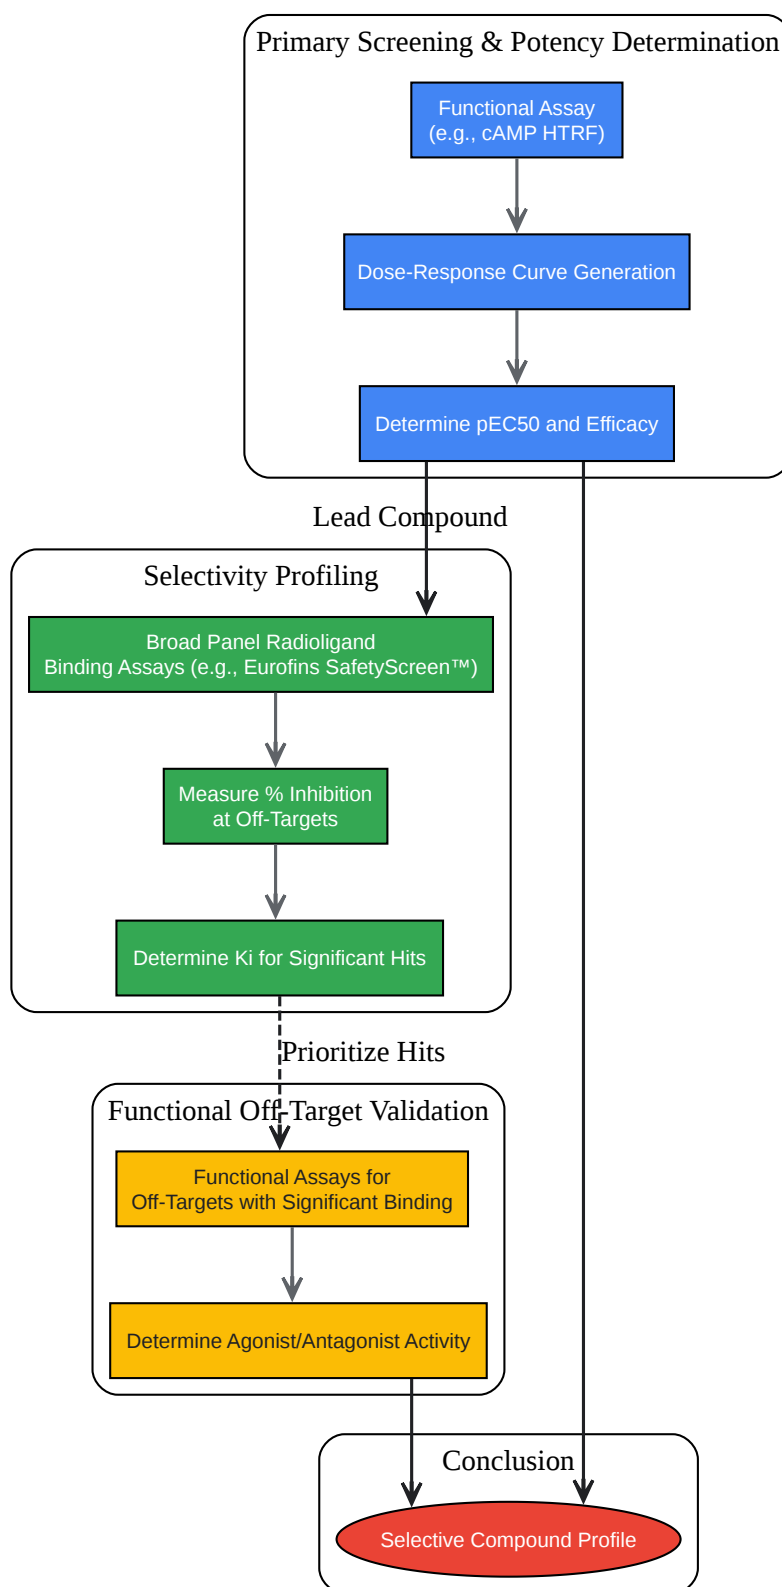 Primary Screening & Potency Determination
Functional Assay
(e.g., cAMP HTRF)
Dose-Response Curve Generation
Determine pEC50 and Efficacy
Lead Compound
Selectivity Profiling
Broad Panel Radioligand
Binding Assays (e.g., Eurofins SafetyScreen™)
Measure % Inhibition
at Off-Targets
Determine Ki for Significant Hits
Prioritize Hits
Functional Off-Target Validation
Functional Assays for
Off-Targets with Significant Binding
Determine Agonist/Antagonist Activity
Conclusion
Selective Compound Profile